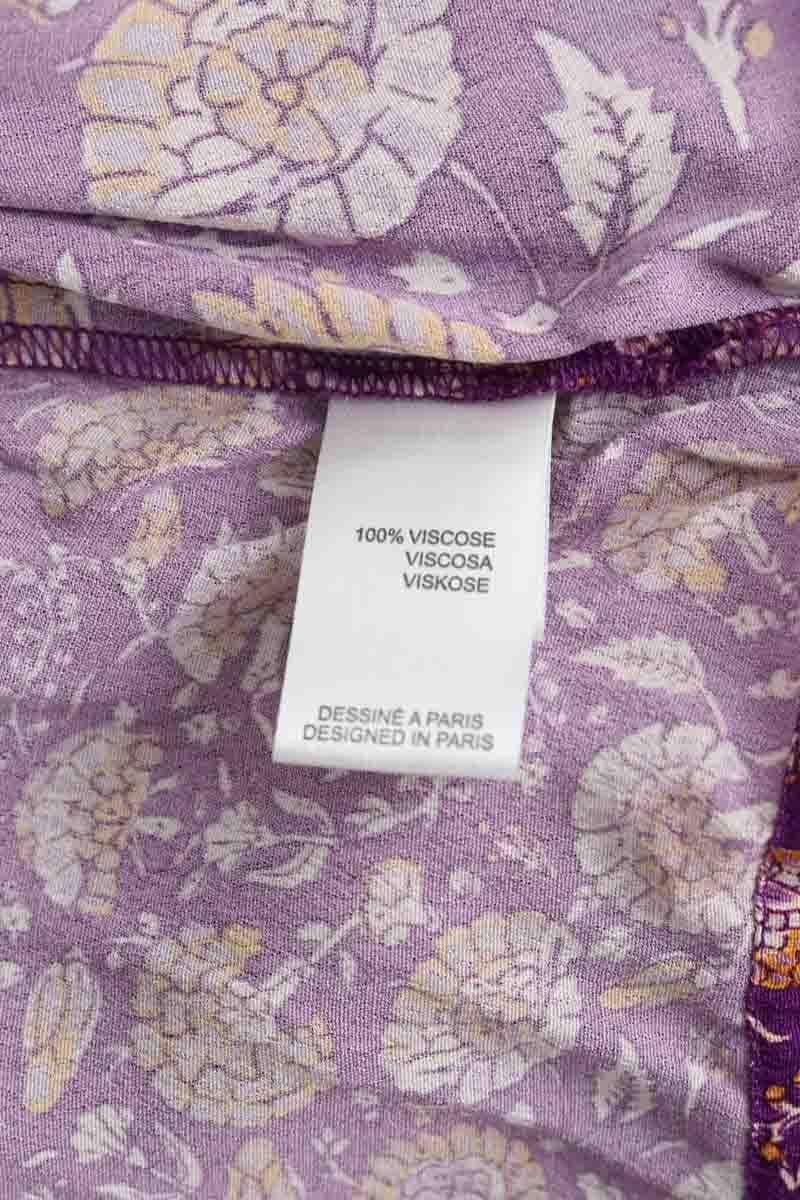 100% VISCOSE
VISCOSA
VISKOSE
DESSINÉ A PARIS
DESIGNED IN PARIS